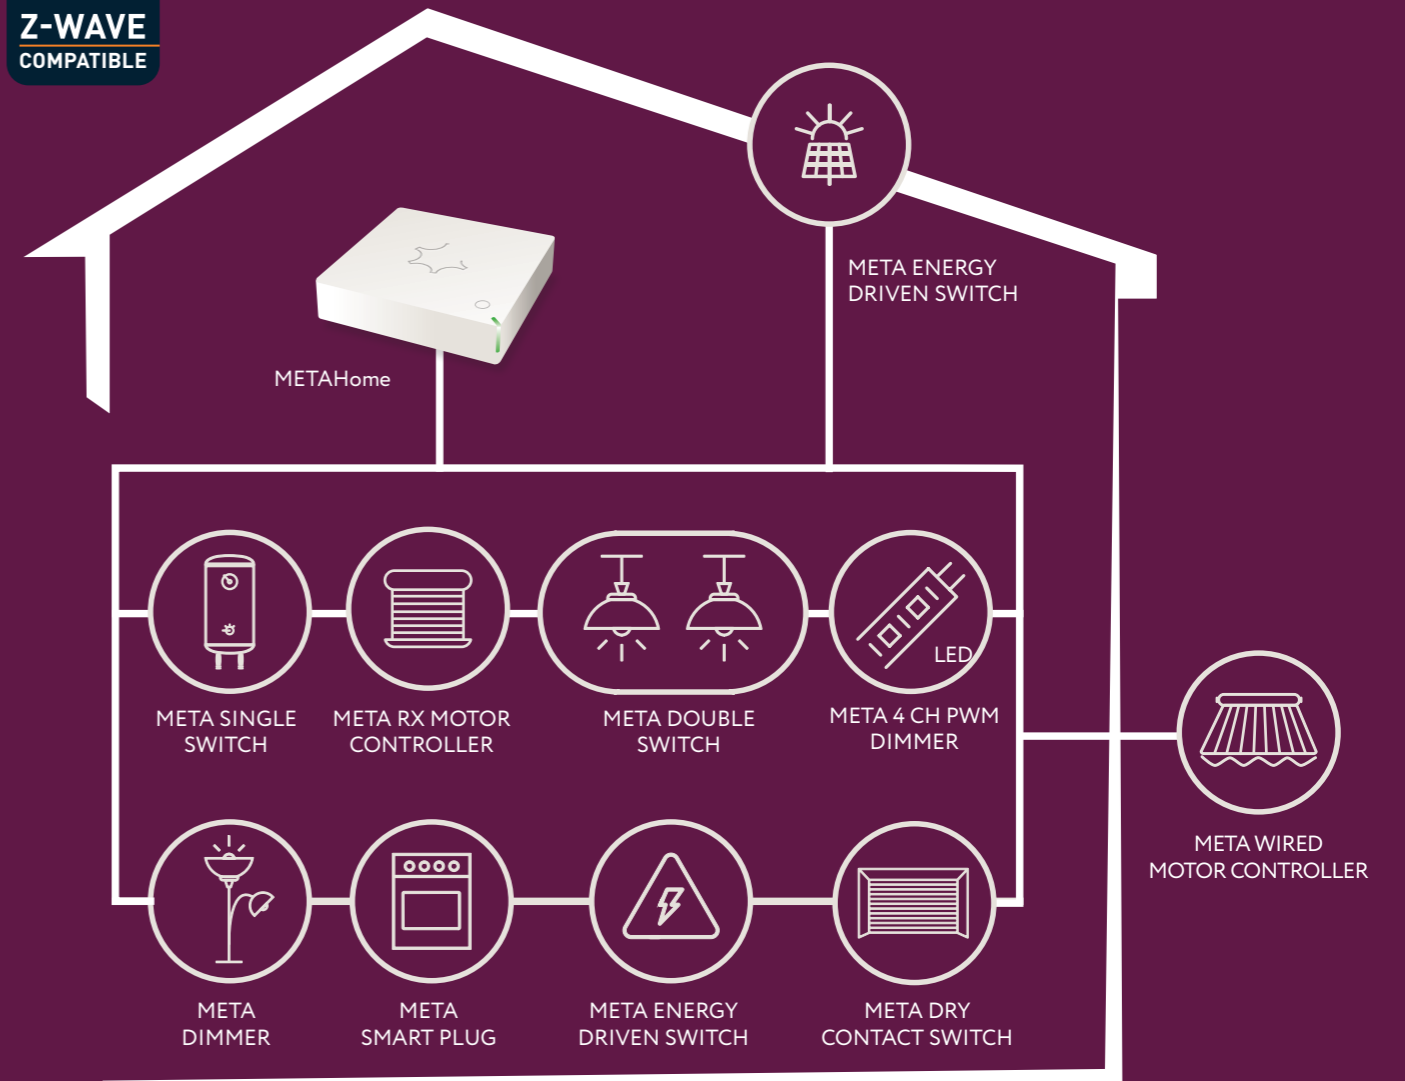 Z-WAVE
COMPATIBLE
META ENERGY
DRIVEN SWITCH
METAHome
LED
META SINGLE
SWITCH
META RX MOTOR
CONTROLLER
META DOUBLE
SWITCH
META 4 CH PWM
DIMMER
META WIRED
MOTOR CONTROLLER
META
DIMMER
META
SMART PLUG
META ENERGY
DRIVEN SWITCH
META DRY
CONTACT SWITCH